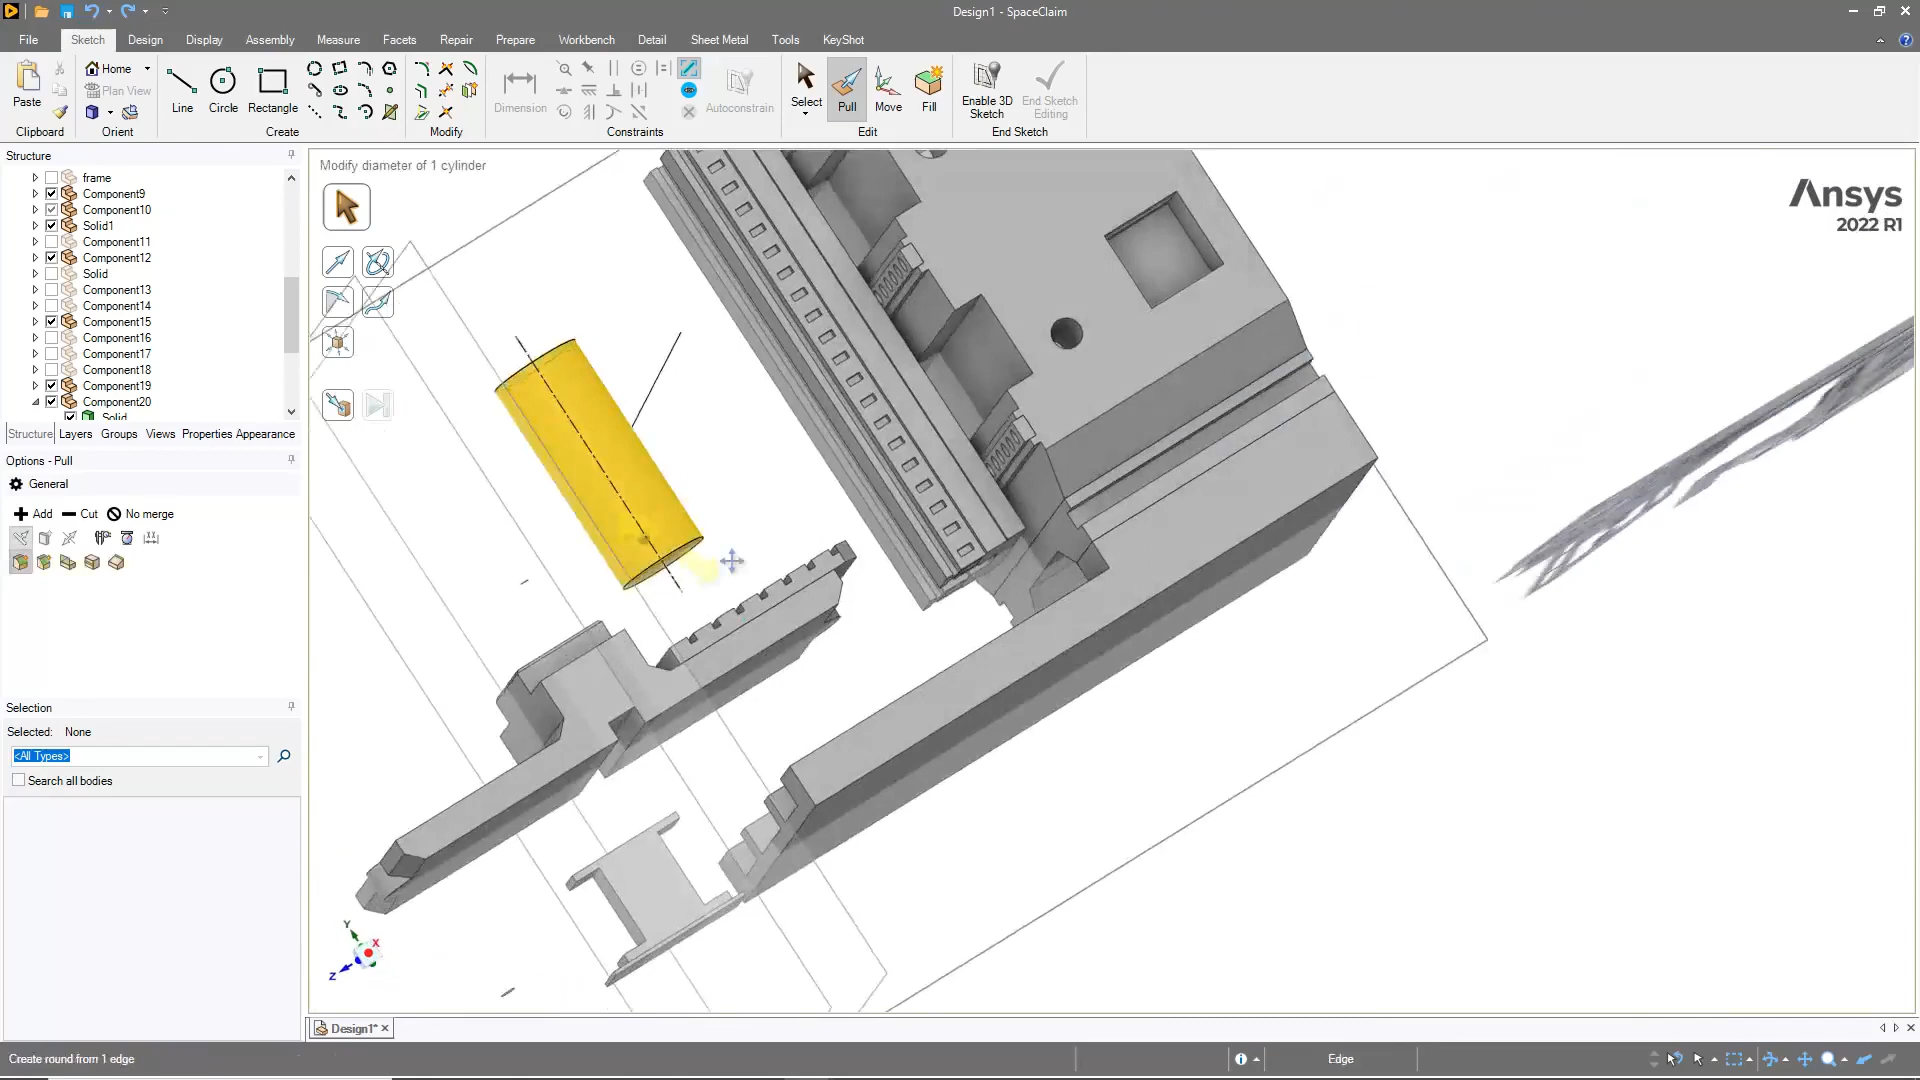 Design1 - SpaceClaim
File Sketch Design Display Assembly Measure Facets Repair Prepare Workbench Detail Sheet Metal Tools KeyShot
Paste
Home
Plan View
Line
Circle
Rectangle
Dimension
Autoconstrain
Select
Pull
Move
Fill
Enable 3D Sketch
End Sketch Editing
Clipboard
Orient
Create
Modify
Constraints
Edit
End Sketch
Structure
frame
Component9
Component10
Solid1
Component11
Component12
Solid
Component13
Component14
Component15
Component16
Component17
Component18
Component19
Component20
Solid
Structure Layers Groups Views Properties Appearance
Options - Pull
General
Add Cut No merge
Selection
Selected: None
<All Types>
Search all bodies
Modify diameter of 1 cylinder
Ansys
2022 R1
Y
X
Z
Design1*
Create round from 1 edge
Edge